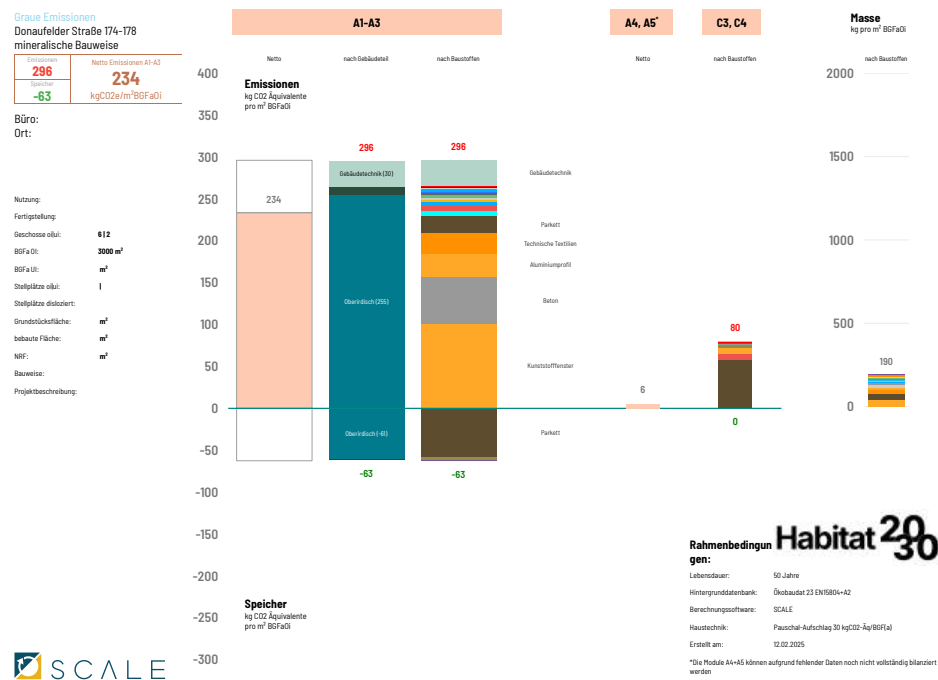 Graue Emissionen
Donaufelder Straße 174-178
mineralische Bauweise
Emissionen
296
Speicher
-63
Netto Emissionen A1-A3
234
kgCO2e/m²BGFaOi
Büro:
Ort:
Nutzung:
Fertigstellung:
Geschosse oi|ui: 6 | 2
BGFa OI: 3000 m²
BGFa UI: m²
Stellplätze oi|ui: |
Stellplätze disloziert:
Grundstücksfläche: m²
bebaute Fläche: m²
NRF: m²
Bauweise:
Projektbeschreibung:
A1-A3
A4, A5*
C3, C4
Masse
kg pro m² BGFaOi
Netto
nach Gebäudeteil
nach Baustoffen
Netto
nach Baustoffen
nach Baustoffen
Emissionen
kg CO2 Äquivalente
pro m² BGFaOi
400
350
300
250
200
150
100
50
0
-50
-100
-150
-200
-250
-300
234
296
Gebäudetechnik (30)
Oberirdisch (255)
Oberirdisch (-61)
-63
296
-63
Gebäudetechnik
Parkett
Technische Textilien
Aluminiumprofil
Beton
Kunststofffenster
Parkett
6
80
0
2000
1500
1000
500
0
190
Speicher
kg CO2 Äquivalente
pro m² BGFaOi
Habitat 2030
Rahmenbedingun
gen:
Lebensdauer: 50 Jahre
Hintergrunddatenbank: Ökobaudat 23 EN15804+A2
Berechnungssoftware: SCALE
Haustechnik: Pauschal-Aufschlag 30 kgCO2-Äq/BGF(a)
Erstellt am: 12.02.2025
*Die Module A4+A5 können aufgrund fehlender Daten noch nicht vollständig bilanziert
werden
SCALE